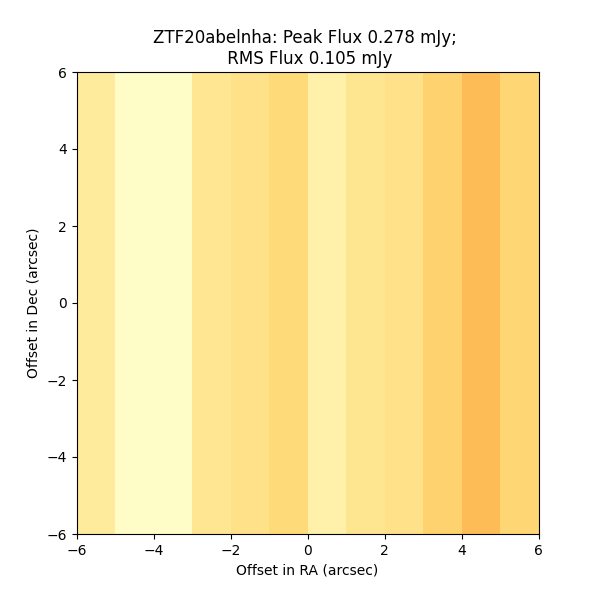 ZTF20abelnha: Peak Flux 0.278 mJy;
RMS Flux 0.105 mJy
6
4
2
0
−2
−4
−6
Offset in Dec (arcsec)
−6 −4 −2 0 2 4 6
Offset in RA (arcsec)